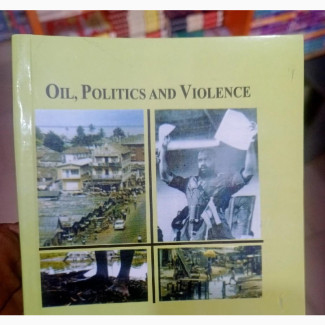 OIL, POLITICS AND VIOLENCE